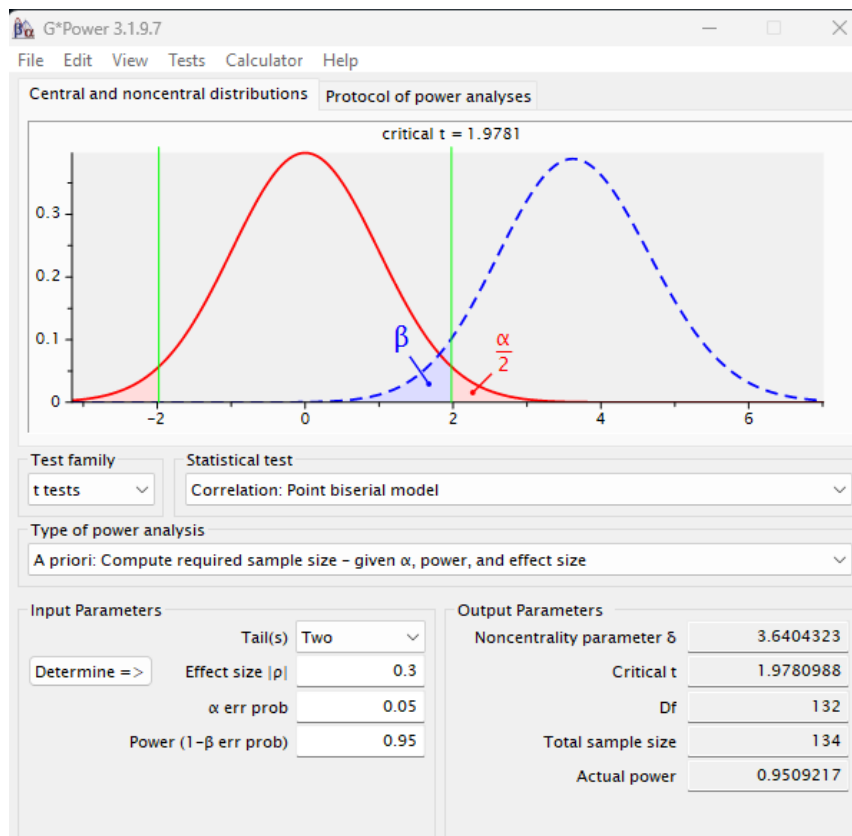 βα G*Power 3.1.9.7
File Edit View Tests Calculator Help
Central and noncentral distributions Protocol of power analyses
critical t = 1.9781
0.3
0.2
0.1
0
β
α
2
-2 0 2 4 6
Test family Statistical test
t tests Correlation: Point biserial model
Type of power analysis
A priori: Compute required sample size – given α, power, and effect size
Input Parameters Output Parameters
Tail(s) Two Noncentrality parameter δ 3.6404323
Determine => Effect size |ρ| 0.3 Critical t 1.9780988
α err prob 0.05 Df 132
Power (1-β err prob) 0.95 Total sample size 134
Actual power 0.9509217